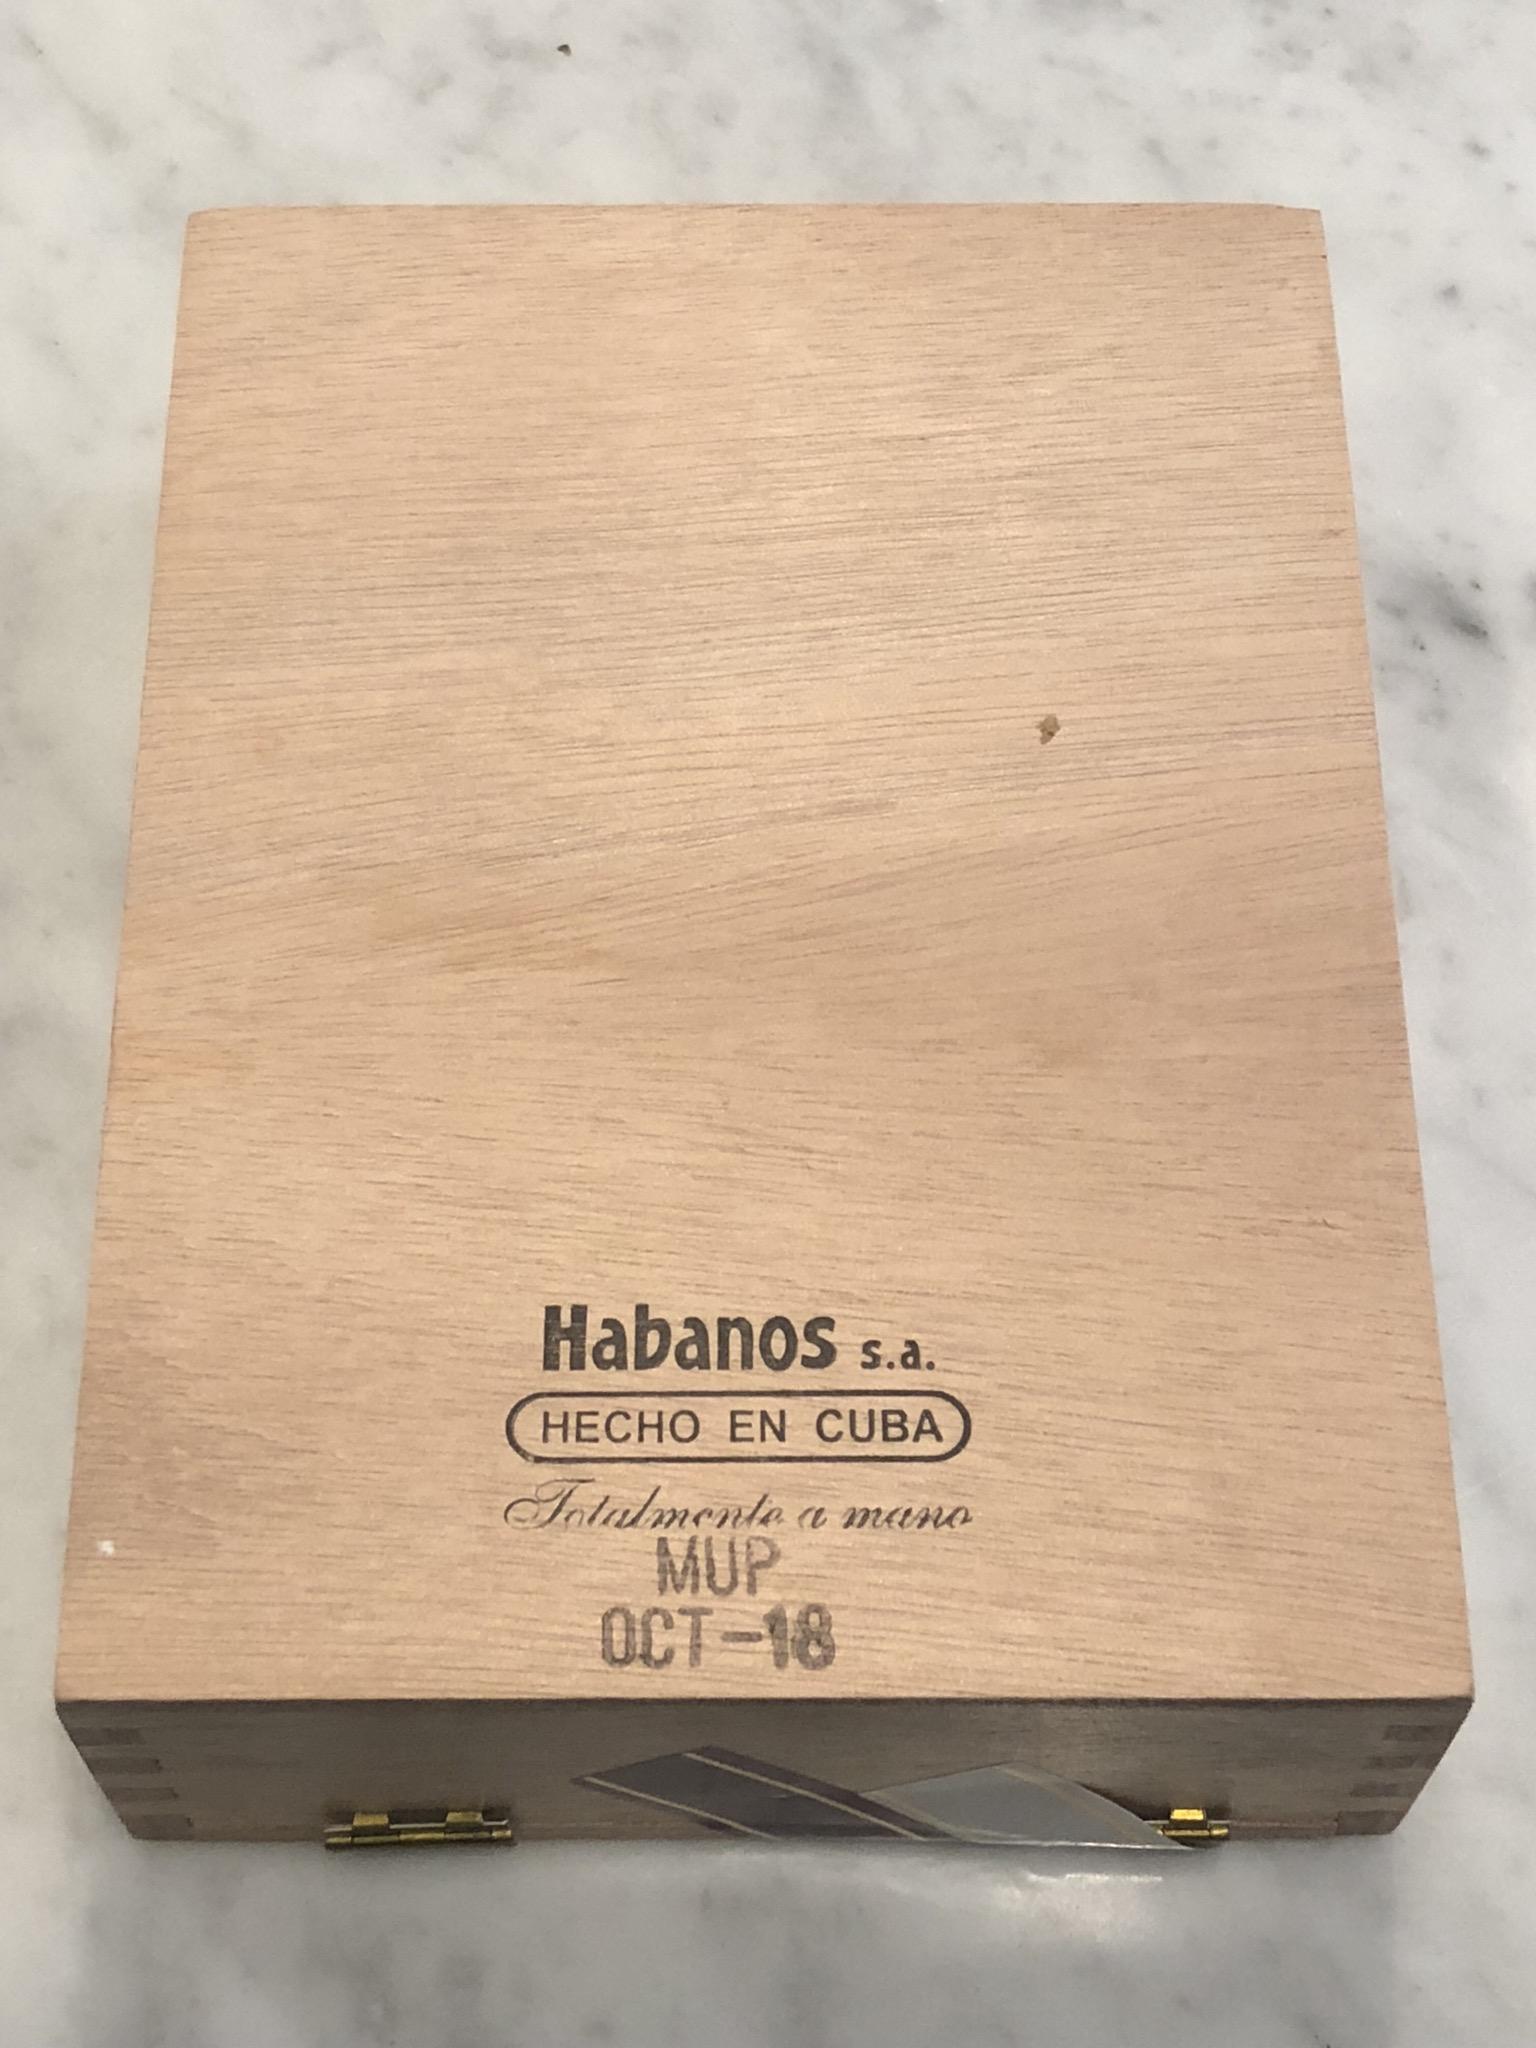 Habanos s.a.
HECHO EN CUBA
Totalmente a mano
MUP
OCT-18